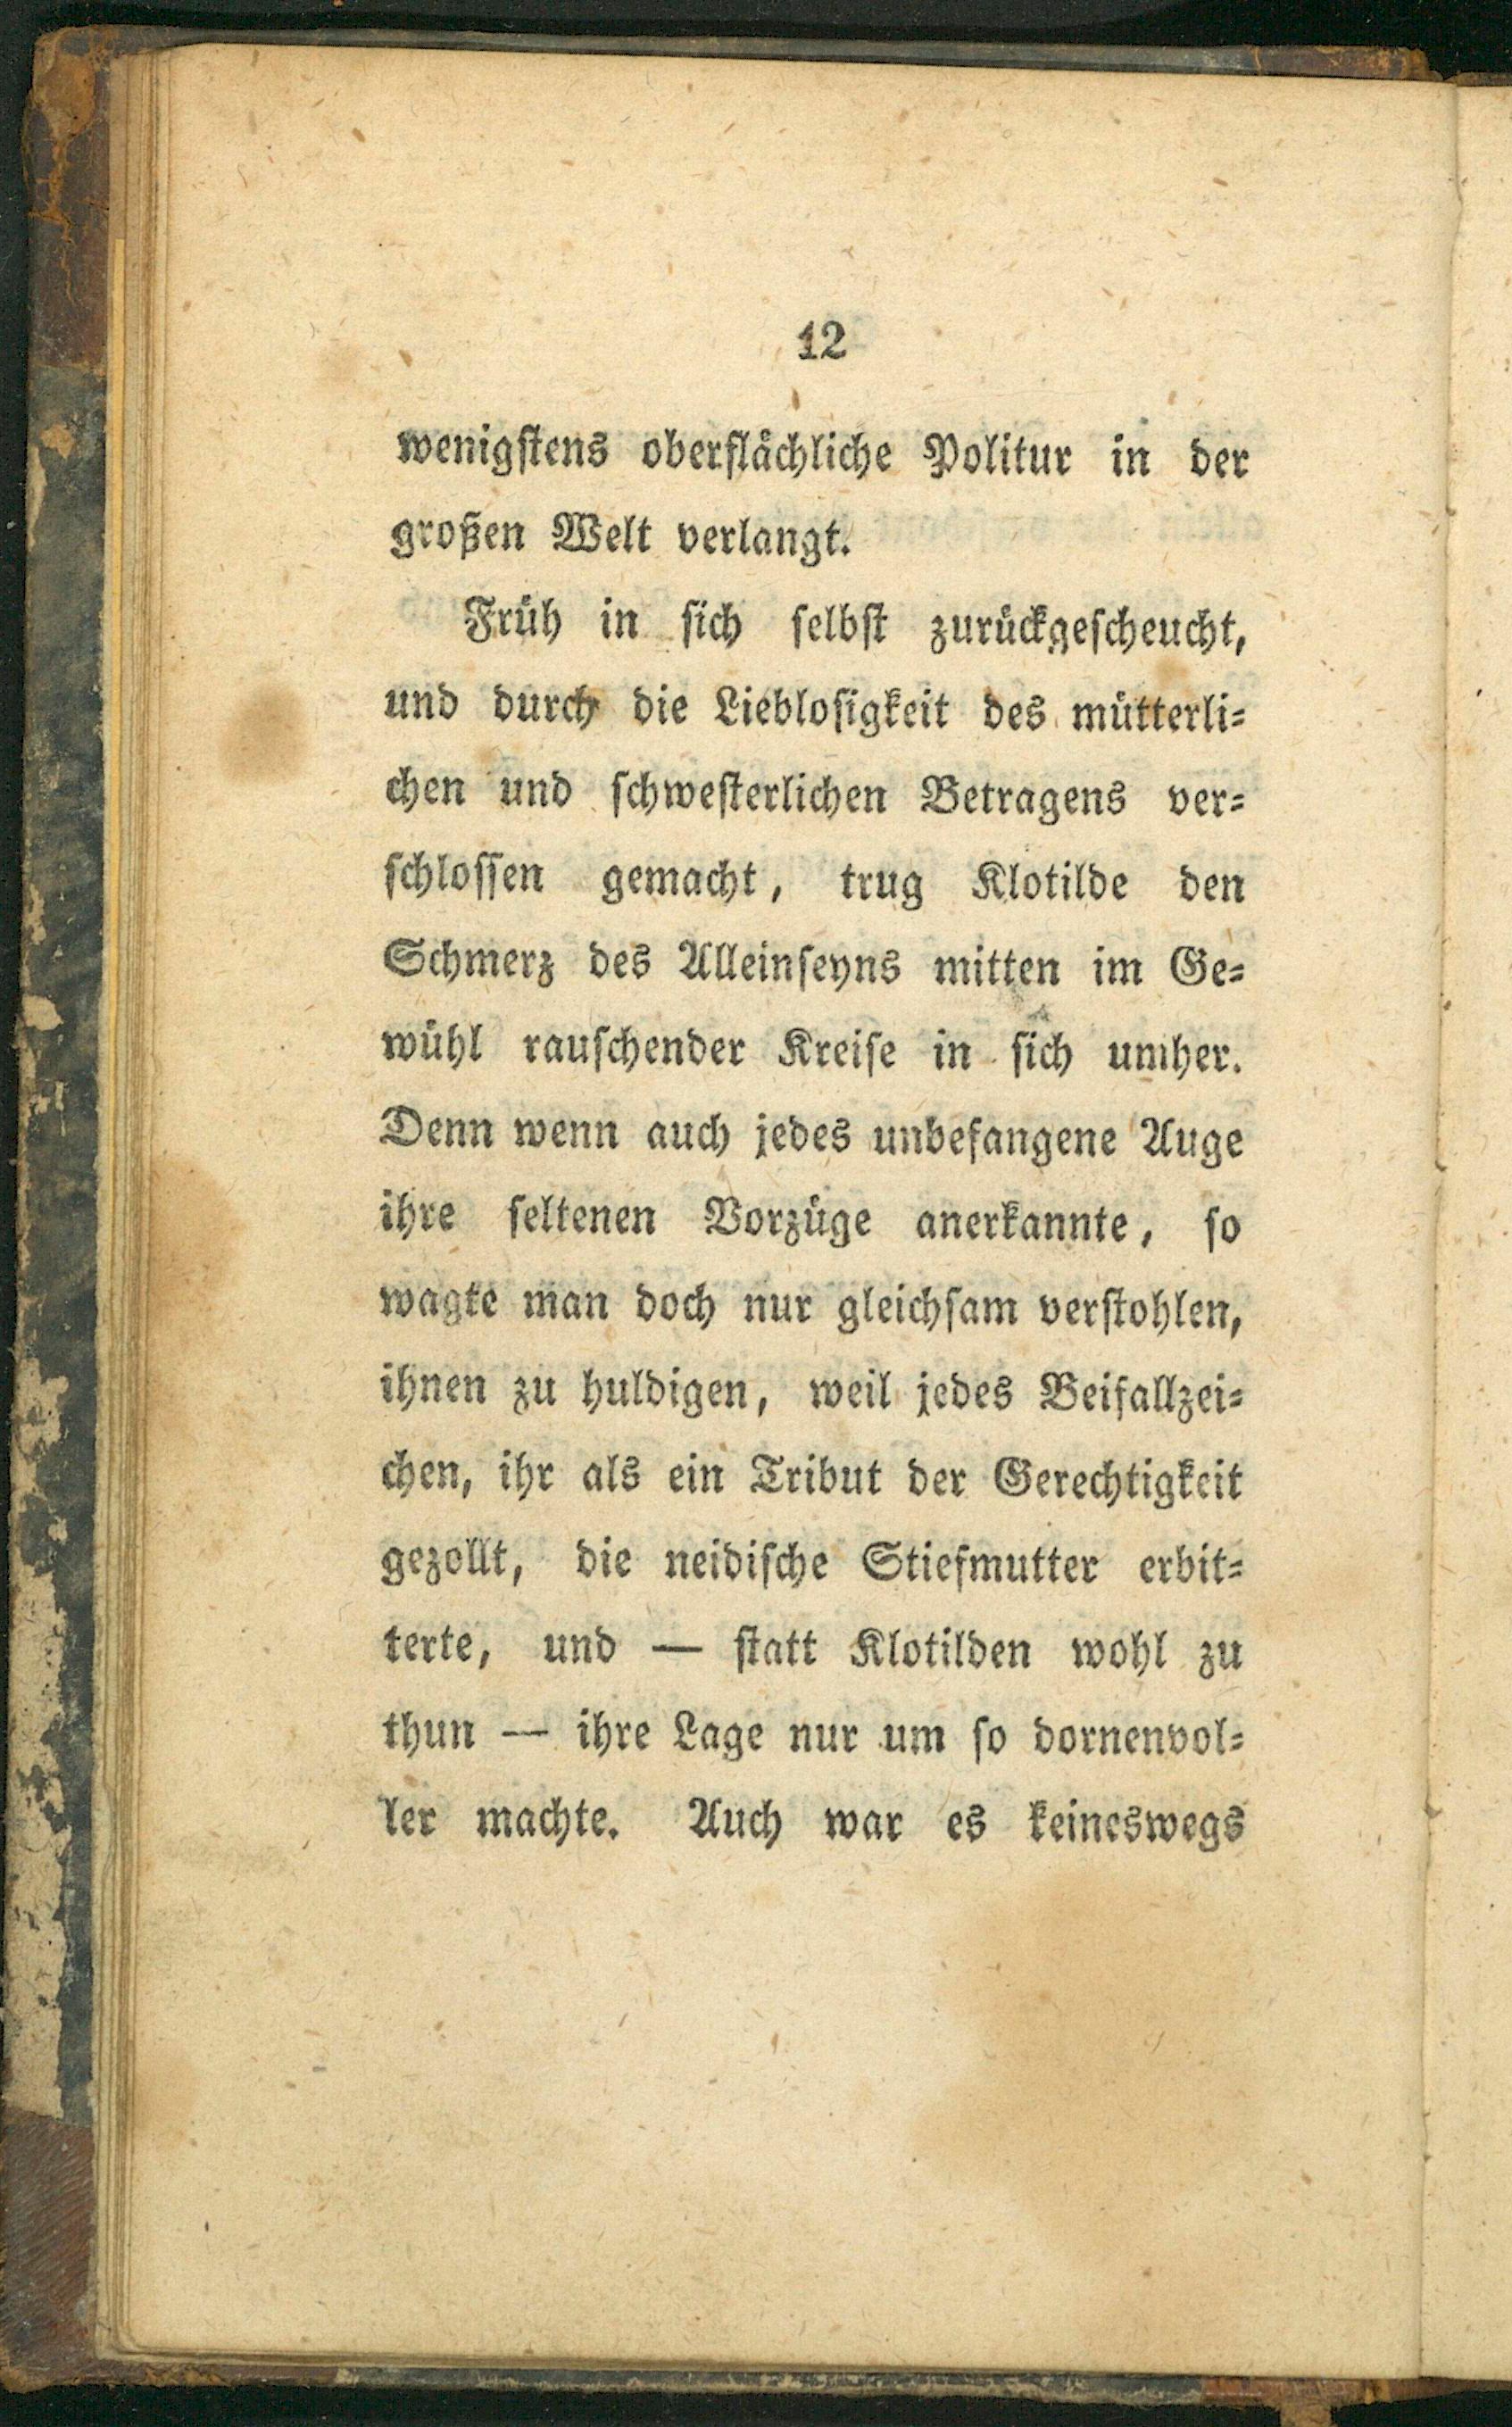 12
wenigstens oberflächliche Politur in der
großen Welt verlangt.
Früh in sich selbst zurückgescheucht,
und durch die Lieblosigkeit des mütterli-
chen und schwesterlichen Betragens ver-
schlossen gemacht, trug Klotilde den
Schmerz des Alleinseyns mitten im Ge-
wühl rauschender Kreise in sich umher.
Denn wenn auch jedes unbefangene Auge
ihre seltenen Vorzüge anerkannte, so
wagte man doch nur gleichsam verstohlen,
ihnen zu huldigen, weil jedes Beifallzei-
chen, ihr als ein Tribut der Gerechtigkeit
gezollt, die neidische Stiefmutter erbit-
terte, und — statt Klotilden wohl zu
thun — ihre Lage nur um so dornenvol-
ler machte. Auch war es keineswegs